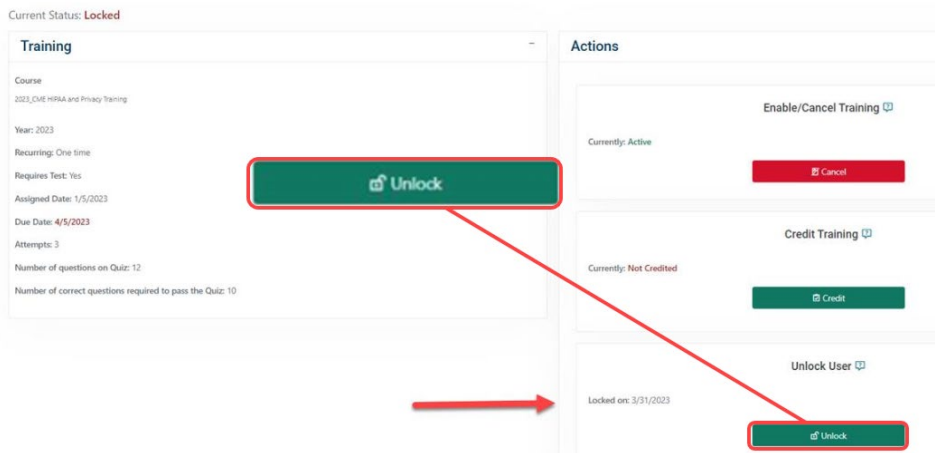 Current Status: Locked
Training
Course
2023_CME HIPAA and Privacy Training
Year: 2023
Recurring: One time
Requires Test: Yes
Assigned Date: 1/5/2023
Due Date: 4/5/2023
Attempts: 3
Number of questions on Quiz: 12
Number of correct questions required to pass the Quiz: 10
Unlock
Actions
Enable/Cancel Training
Currently: Active
Cancel
Credit Training
Currently: Not Credited
Credit
Unlock User
Locked on: 3/31/2023
Unlock